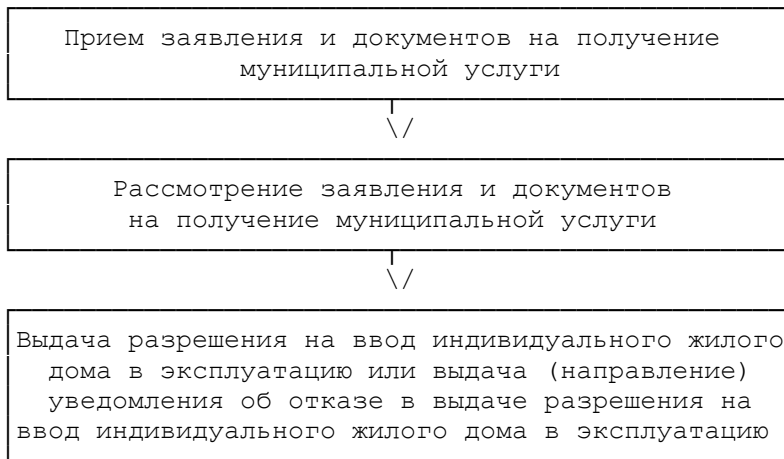 Прием заявления и документов на получение
муниципальной услуги
\/
Рассмотрение заявления и документов
на получение муниципальной услуги
\/
Выдача разрешения на ввод индивидуального жилого
дома в эксплуатацию или выдача (направление)
уведомления об отказе в выдаче разрешения на
ввод индивидуального жилого дома в эксплуатацию